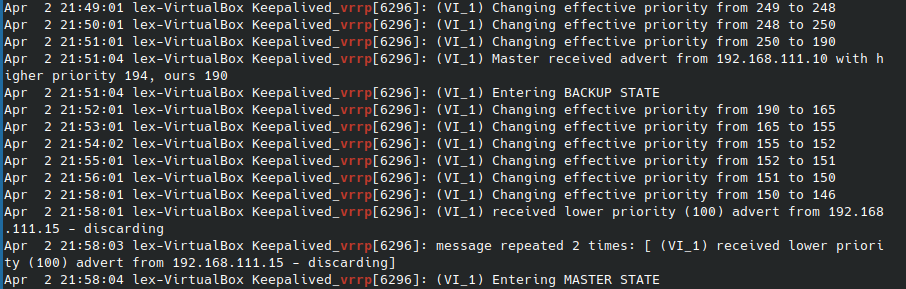 Apr  2 21:49:01 lex-VirtualBox Keepalived_vrrp[6296]: (VI_1) Changing effective priority from 249 to 248
Apr  2 21:50:01 lex-VirtualBox Keepalived_vrrp[6296]: (VI_1) Changing effective priority from 248 to 250
Apr  2 21:51:01 lex-VirtualBox Keepalived_vrrp[6296]: (VI_1) Changing effective priority from 250 to 190
Apr  2 21:51:04 lex-VirtualBox Keepalived_vrrp[6296]: (VI_1) Master received advert from 192.168.111.10 with h
igher priority 194, ours 190
Apr  2 21:51:04 lex-VirtualBox Keepalived_vrrp[6296]: (VI_1) Entering BACKUP STATE
Apr  2 21:52:01 lex-VirtualBox Keepalived_vrrp[6296]: (VI_1) Changing effective priority from 190 to 165
Apr  2 21:53:01 lex-VirtualBox Keepalived_vrrp[6296]: (VI_1) Changing effective priority from 165 to 155
Apr  2 21:54:02 lex-VirtualBox Keepalived_vrrp[6296]: (VI_1) Changing effective priority from 155 to 152
Apr  2 21:55:01 lex-VirtualBox Keepalived_vrrp[6296]: (VI_1) Changing effective priority from 152 to 151
Apr  2 21:56:01 lex-VirtualBox Keepalived_vrrp[6296]: (VI_1) Changing effective priority from 151 to 150
Apr  2 21:58:01 lex-VirtualBox Keepalived_vrrp[6296]: (VI_1) Changing effective priority from 150 to 146
Apr  2 21:58:01 lex-VirtualBox Keepalived_vrrp[6296]: (VI_1) received lower priority (100) advert from 192.168
.111.15 - discarding
Apr  2 21:58:03 lex-VirtualBox Keepalived_vrrp[6296]: message repeated 2 times: [ (VI_1) received lower priori
ty (100) advert from 192.168.111.15 - discarding]
Apr  2 21:58:04 lex-VirtualBox Keepalived_vrrp[6296]: (VI_1) Entering MASTER STATE